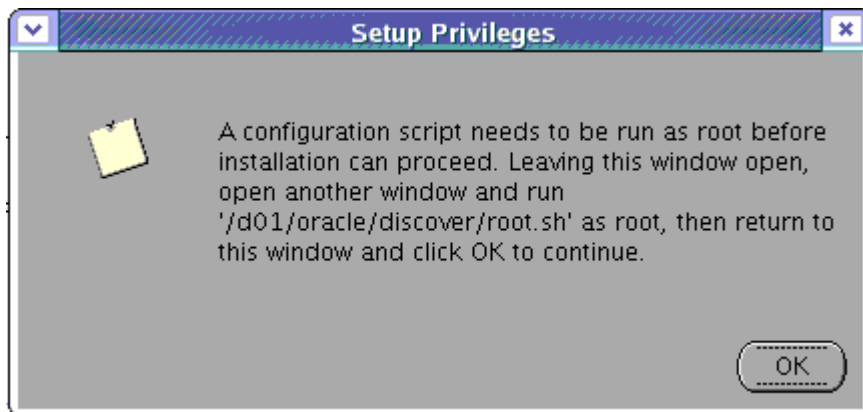 Setup Privileges
A configuration script needs to be run as root before
installation can proceed. Leaving this window open,
open another window and run
'/d01/oracle/discover/root.sh' as root, then return to
this window and click OK to continue.
OK